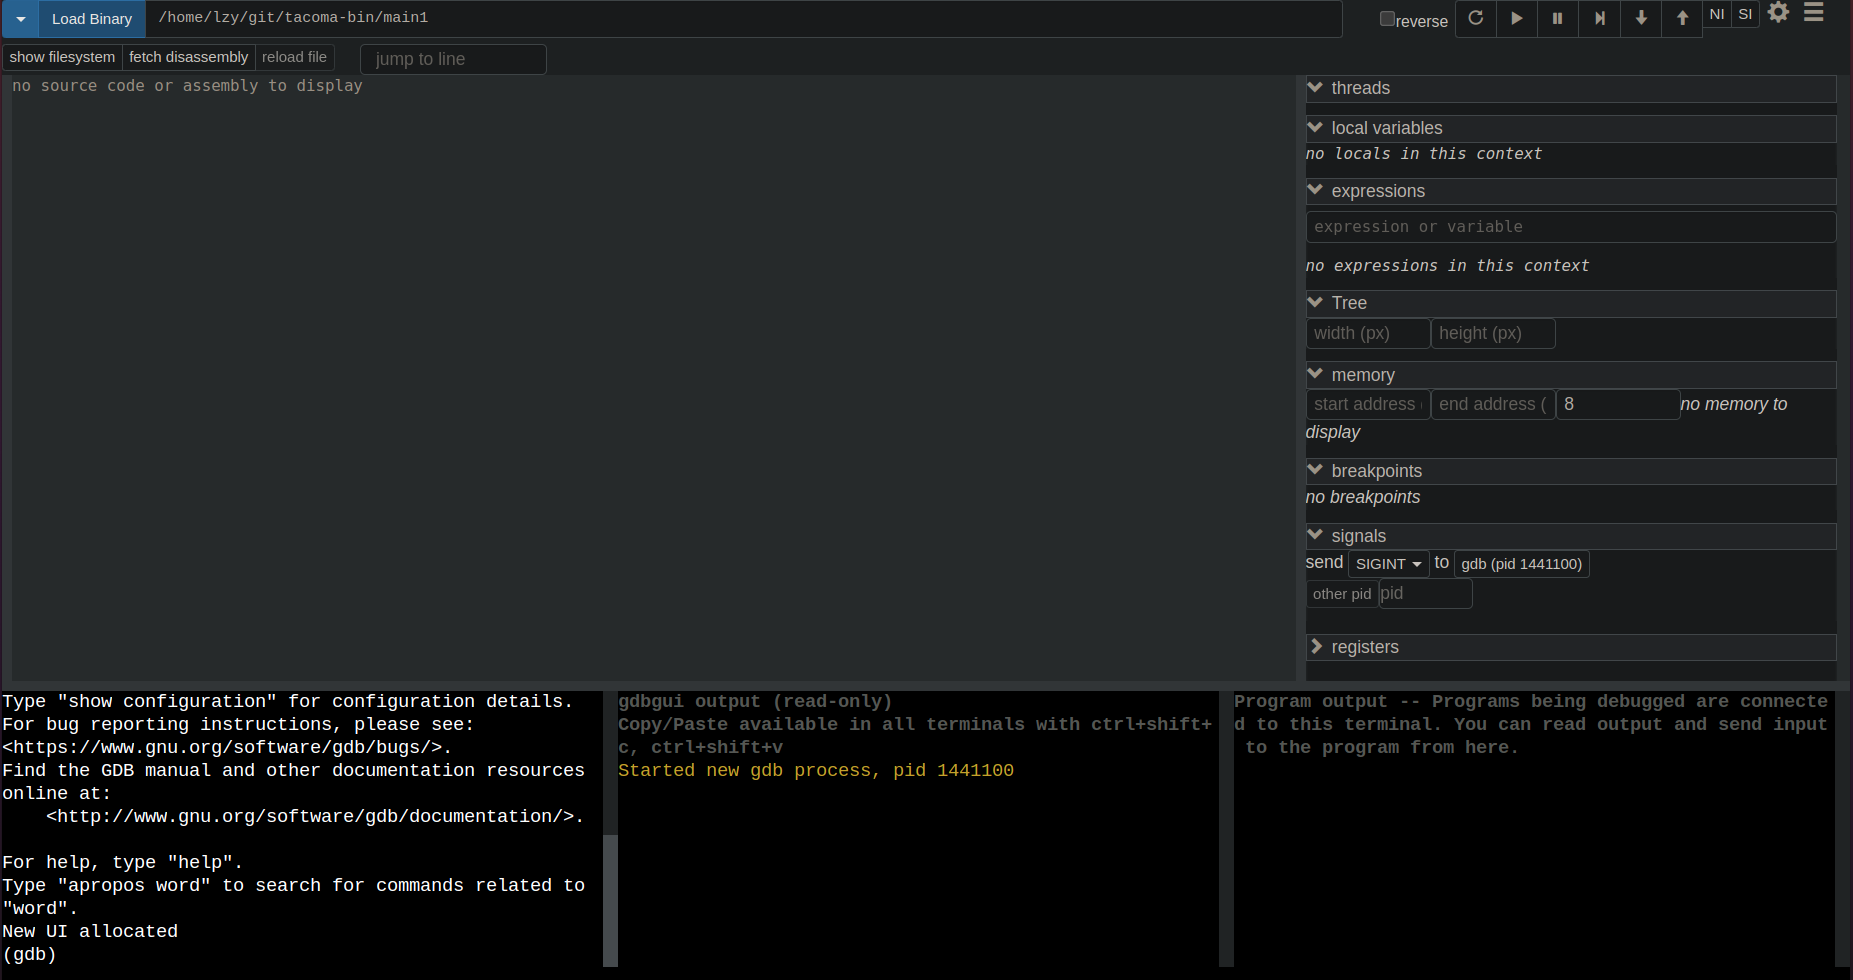 Load Binary /home/lzy/git/tacoma-bin/main1 reverse NI SI
show filesystem fetch disassembly reload file jump to line
no source code or assembly to display
threads
local variables
no locals in this context
expressions
expression or variable
no expressions in this context
Tree
width (px) height (px)
memory
start address end address ( 8 no memory to
display
breakpoints
no breakpoints
signals
send SIGINT to gdb (pid 1441100)
other pid pid
registers
Type "show configuration" for configuration details.
For bug reporting instructions, please see:
<https://www.gnu.org/software/gdb/bugs/>.
Find the GDB manual and other documentation resources
online at:
<http://www.gnu.org/software/gdb/documentation/>.
For help, type "help".
Type "apropos word" to search for commands related to
"word".
New UI allocated
(gdb)
gdbgui output (read-only)
Copy/Paste available in all terminals with ctrl+shift+
c, ctrl+shift+v
Started new gdb process, pid 1441100
Program output -- Programs being debugged are connecte
d to this terminal. You can read output and send input
to the program from here.